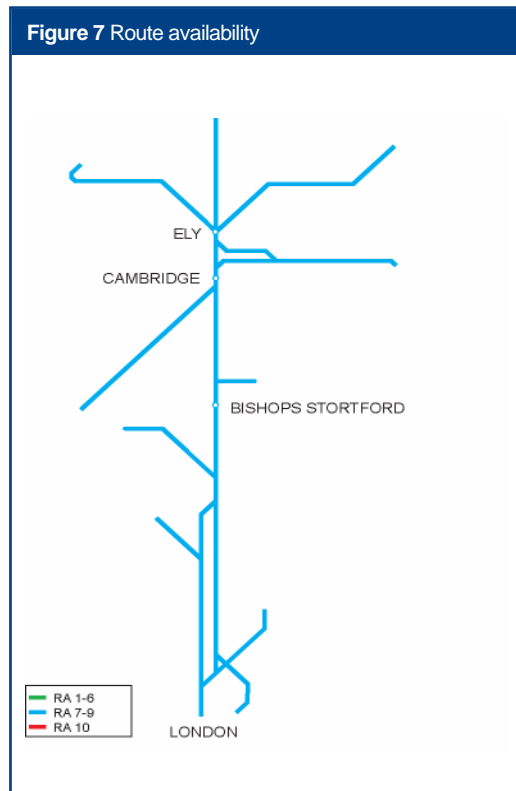 Figure 7 Route availability
ELY
CAMBRIDGE
BISHOPS STORTFORD
RA 1-6
RA 7-9
RA 10
LONDON